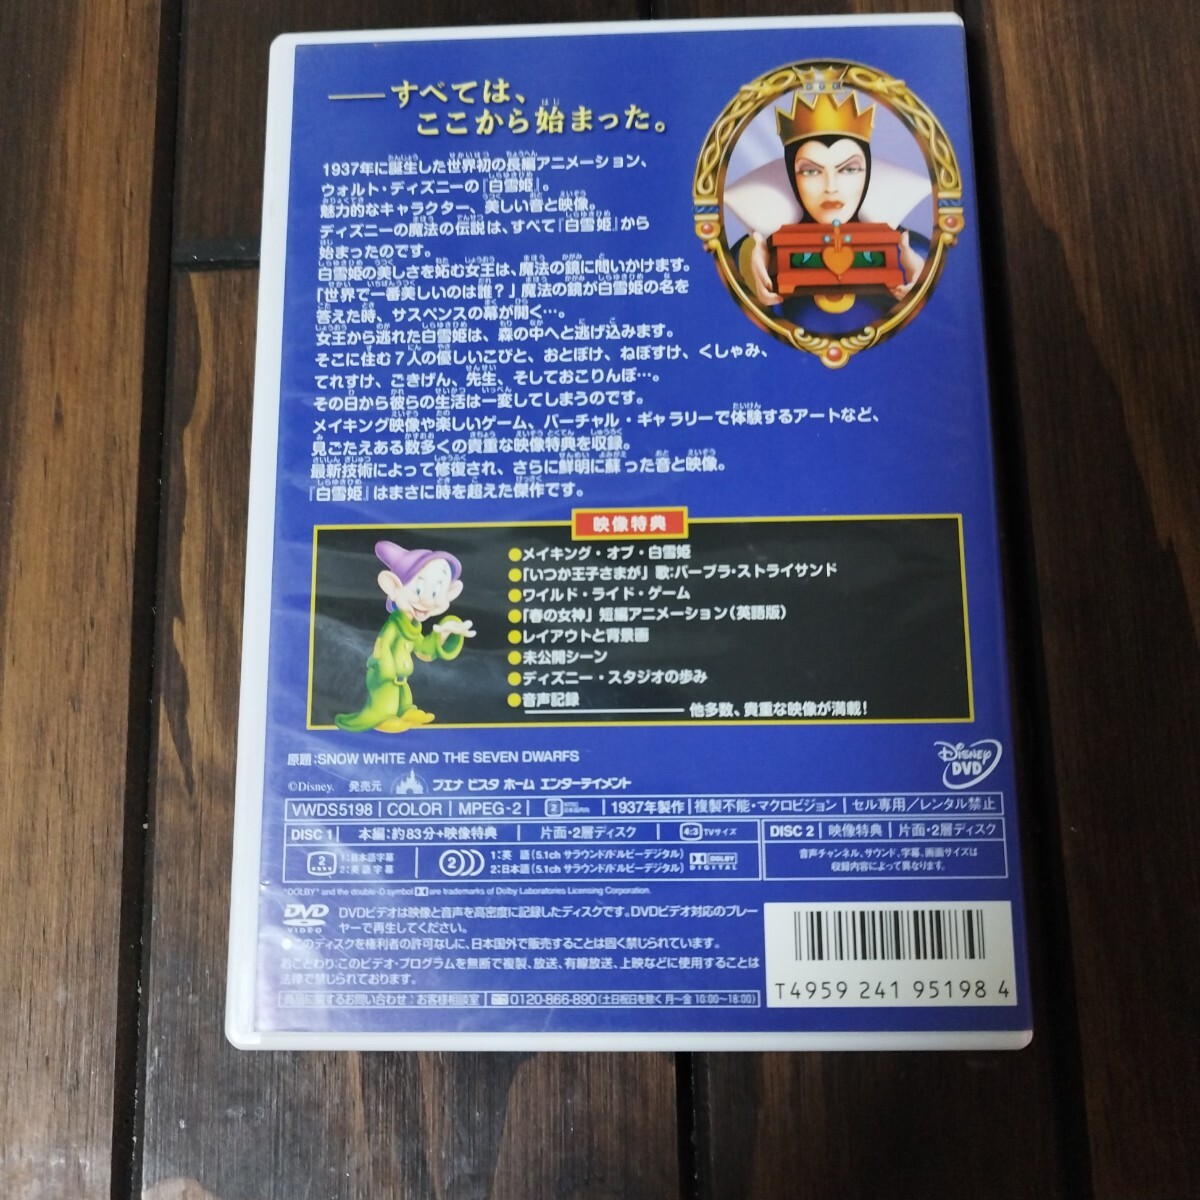 ――すべては、
ここから始まった。
1937年に誕生した世界初の長編アニメーション、
ウォルト・ディズニーの『白雪姫』。
魅力的なキャラクター、美しい音と映像。
ディズニーの魔法の伝説は、すべて『白雪姫』から
始まったのです。
白雪姫の美しさを妬む女王は、魔法の鏡に問いかけます。
「世界で一番美しいのは誰？」魔法の鏡が白雪姫の名を
答えた時、サスペンスの幕が開く…。
女王から逃れた白雪姫は、森の中へと逃げ込みます。
そこに住む7人の優しいこびと、おとぼけ、ねぼすけ、くしゃみ、
てれすけ、ごきげん、先生、そしておこりんぼ…。
その日から彼らの生活は一変してしまうのです。
メイキング映像や楽しいゲーム、バーチャル・ギャラリーで体験するアートなど、
見ごたえある数多くの貴重な映像特典を収録。
最新技術によって修復され、さらに鮮明に蘇った音と映像。
『白雪姫』はまさに時を超えた傑作です。
映像特典
●メイキング・オブ・白雪姫
●「いつか王子さまが」歌：バーブラ・ストライサンド
●ワイルド・ライド・ゲーム
●「春の女神」短編アニメーション（英語版）
●レイアウトと背景画
●未公開シーン
●ディズニー・スタジオの歩み
●音声記録
他多数、貴重な映像が満載！
原題：SNOW WHITE AND THE SEVEN DWARFS
Disney DVD
©Disney. 発売元 ブエナ ビスタ ホーム エンターテイメント
VWDS5198 COLOR MPEG-2 2 1937年製作 複製不能・マクロビジョン セル専用／レンタル禁止
DISC 1 本編：約83分+映像特典 片面・2層ディスク 4:3 TVサイズ
DISC 2 映像特典 片面・2層ディスク
2 1：日本語字幕 2：英語字幕
2 1：英語（5.1ch サラウンド/ドルビーデジタル） 2：日本語（5.1ch サラウンド/ドルビーデジタル）
DOLBY DIGITAL
音声チャンネル、サウンド、字幕、画面サイズは
収録内容によって異なります。
"DOLBY" and the double-D symbol are trademarks of Dolby Laboratories Licensing Corporation.
DVD VIDEO
DVDビデオは映像と音声を高密度に記録したディスクです。DVDビデオ対応のプレー
ヤーで再生してください。
●このディスクを権利者の許可なしに、日本国外で販売することは固く禁じられています。
おことわり：このビデオ・プログラムを無断で複製、放送、有線放送、上映などに使用することは
法律で禁じられております。
商品に関するお問い合わせ：お客様相談室 0120-866-890（土日祝日を除く 月〜金 10:00〜18:00）
T4959 241 95198 4